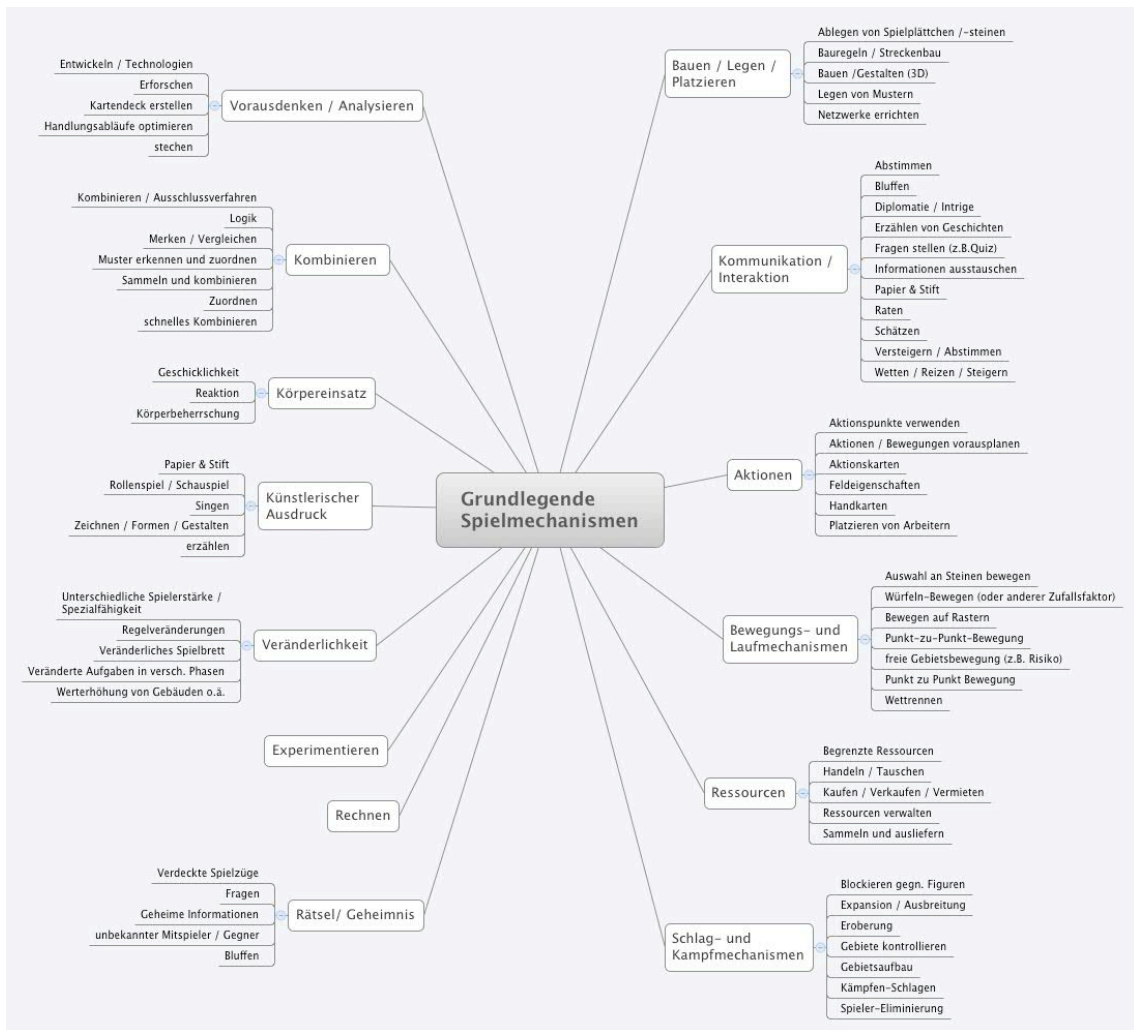 Grundlegende
Spielmechanismen
Bauen / Legen /
Platzieren
Ablegen von Spielplättchen /-steinen
Bauregeln / Streckenbau
Bauen /Gestalten (3D)
Legen von Mustern
Netzwerke errichten
Kommunikation /
Interaktion
Abstimmen
Bluffen
Diplomatie / Intrige
Erzählen von Geschichten
Fragen stellen (z.B.Quiz)
Informationen ausstauschen
Papier & Stift
Raten
Schätzen
Versteigern / Abstimmen
Wetten / Reizen / Steigern
Aktionen
Aktionspunkte verwenden
Aktionen / Bewegungen vorausplanen
Aktionskarten
Feldeigenschaften
Handkarten
Platzieren von Arbeitern
Bewegungs- und
Laufmechanismen
Auswahl an Steinen bewegen
Würfeln-Bewegen (oder anderer Zufallsfaktor)
Bewegen auf Rastern
Punkt-zu-Punkt-Bewegung
freie Gebietsbewegung (z.B. Risiko)
Punkt zu Punkt Bewegung
Wettrennen
Ressourcen
Begrenzte Ressourcen
Handeln / Tauschen
Kaufen / Verkaufen / Vermieten
Ressourcen verwalten
Sammeln und ausliefern
Schlag- und
Kampfmechanismen
Blockieren gegn. Figuren
Expansion / Ausbreitung
Eroberung
Gebiete kontrollieren
Gebietsaufbau
Kämpfen-Schlagen
Spieler-Eliminierung
Vorausdenken / Analysieren
Entwickeln / Technologien
Erforschen
Kartendeck erstellen
Handlungsabläufe optimieren
stechen
Kombinieren
Kombinieren / Ausschlussverfahren
Logik
Merken / Vergleichen
Muster erkennen und zuordnen
Sammeln und kombinieren
Zuordnen
schnelles Kombinieren
Körpereinsatz
Geschicklichkeit
Reaktion
Körperbeherrschung
Künstlerischer
Ausdruck
Papier & Stift
Rollenspiel / Schauspiel
Singen
Zeichnen / Formen / Gestalten
erzählen
Veränderlichkeit
Unterschiedliche Spielerstärke /
Spezialfähigkeit
Regelveränderungen
Veränderliches Spielbrett
Veränderte Aufgaben in versch. Phasen
Werterhöhung von Gebäuden o.ä.
Experimentieren
Rechnen
Rätsel/ Geheimnis
Verdeckte Spielzüge
Fragen
Geheime Informationen
unbekannter Mitspieler / Gegner
Bluffen